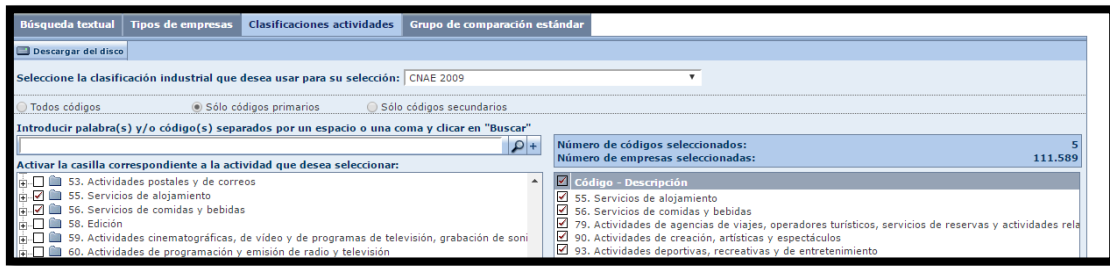 Búsqueda textual Tipos de empresas Clasificaciones actividades Grupo de comparación estándar
Descargar del disco
Seleccione la clasificación industrial que desea usar para su selección: CNAE 2009
Todos códigos Sólo códigos primarios Sólo códigos secundarios
Introducir palabra(s) y/o código(s) separados por un espacio o una coma y clicar en "Buscar"
Activar la casilla correspondiente a la actividad que desea seleccionar:
53. Actividades postales y de correos
55. Servicios de alojamiento
56. Servicios de comidas y bebidas
58. Edición
59. Actividades cinematográficas, de vídeo y de programas de televisión, grabación de soni
60. Actividades de programación y emisión de radio y televisión
Número de códigos seleccionados: 5
Número de empresas seleccionadas: 111.589
Código - Descripción
55. Servicios de alojamiento
56. Servicios de comidas y bebidas
79. Actividades de agencias de viajes, operadores turísticos, servicios de reservas y actividades rela
90. Actividades de creación, artísticas y espectáculos
93. Actividades deportivas, recreativas y de entretenimiento